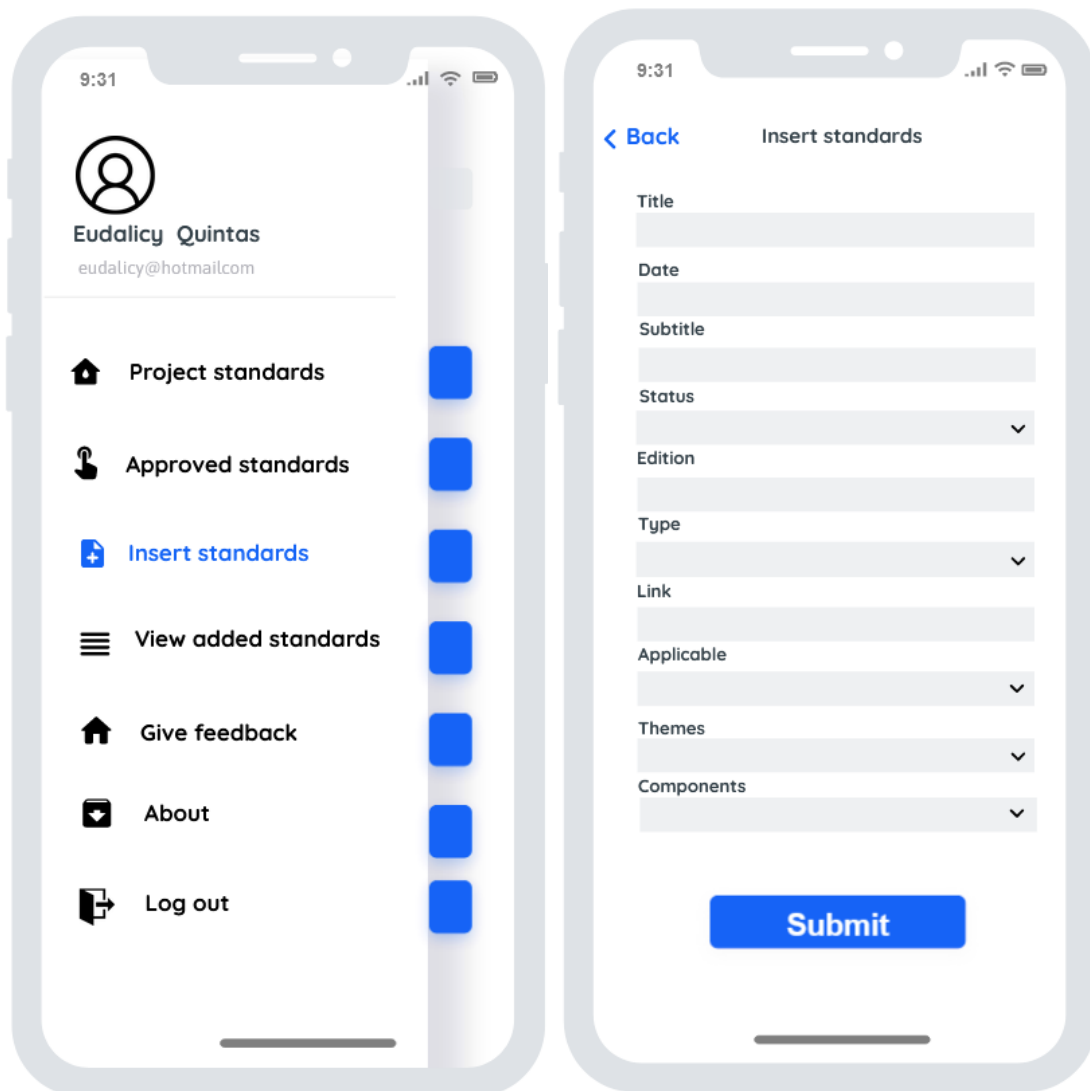 9:31
Eudalicy Quintas
eudalicy@hotmailcom
Project standards
Approved standards
Insert standards
View added standards
Give feedback
About
Log out
9:31
Back
Insert standards
Title
Date
Subtitle
Status
Edition
Type
Link
Applicable
Themes
Components
Submit